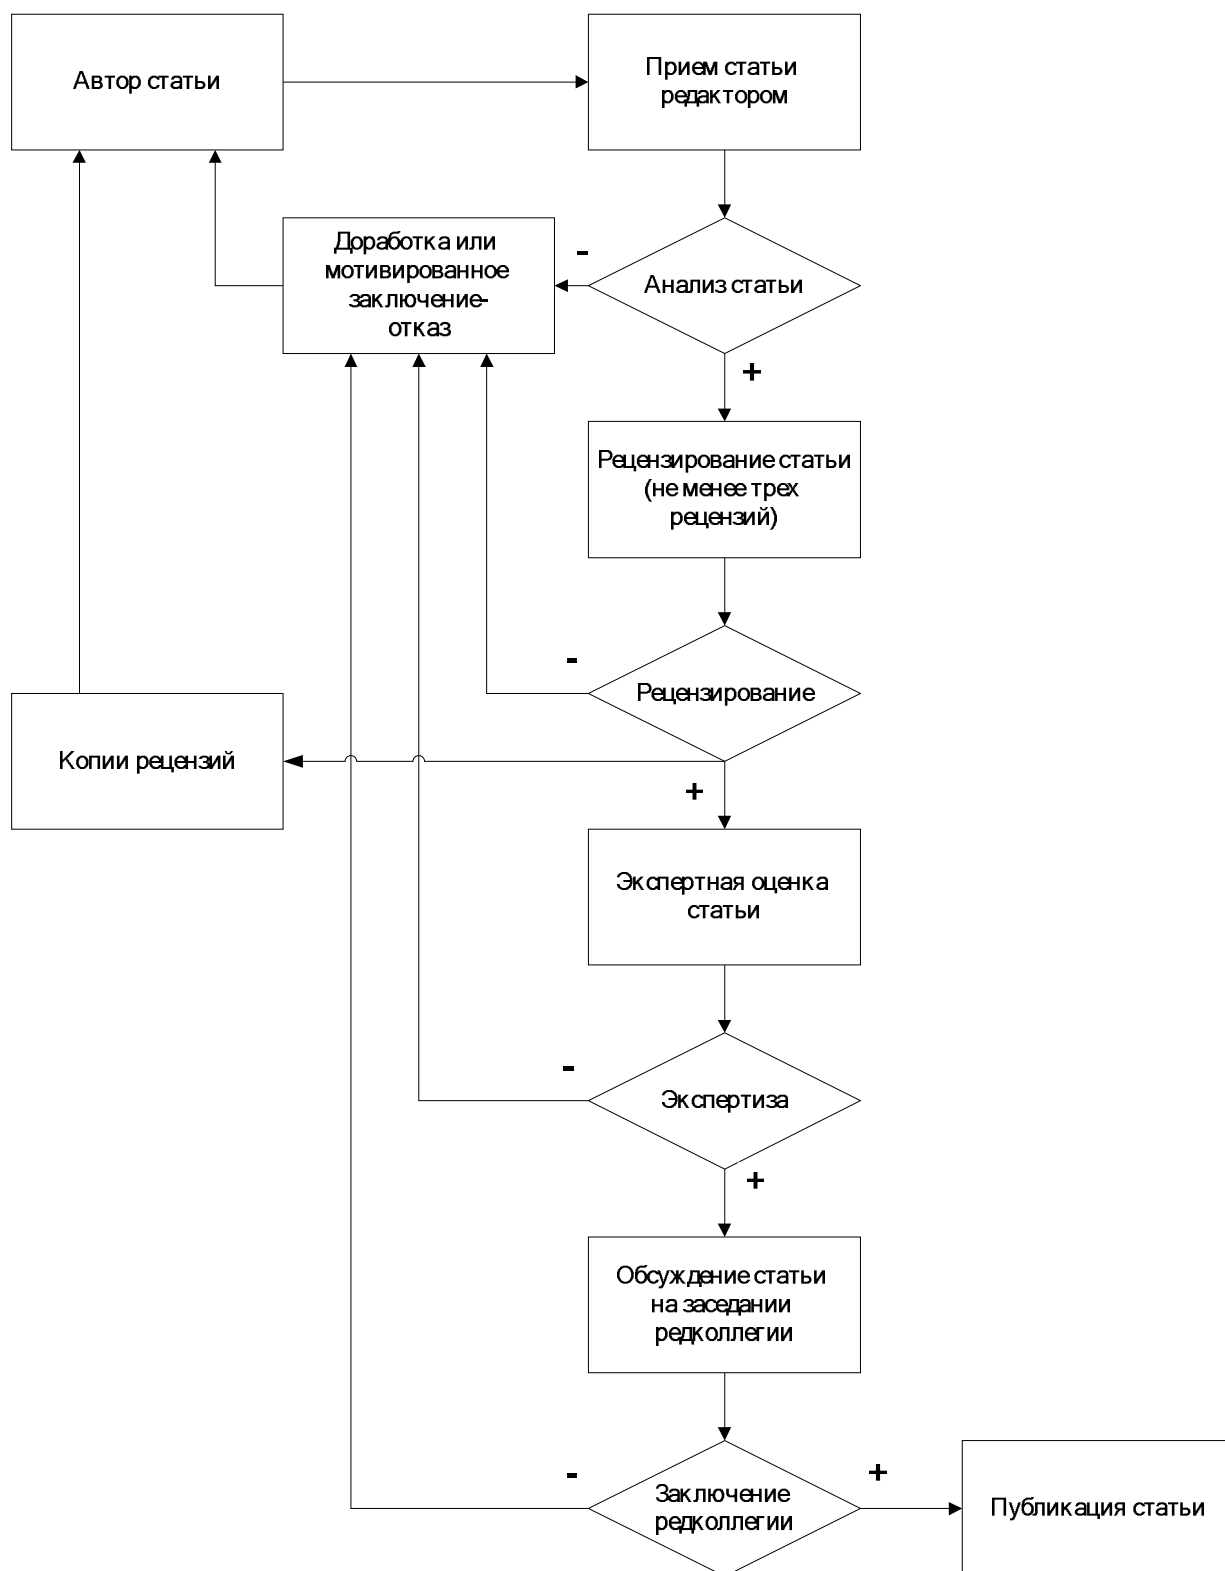 Автор статьи
Прием статьи
редактором
Доработка или
мотивированное
заключение-
отказ
-
Анализ статьи
+
Рецензирование статьи
(не менее трех
рецензий)
-
Рецензирование
Копии рецензий
+
Экспертная оценка
статьи
-
Экспертиза
+
Обсуждение статьи
на заседании
редколлегии
-
Заключение
редколлегии
+
Публикация статьи